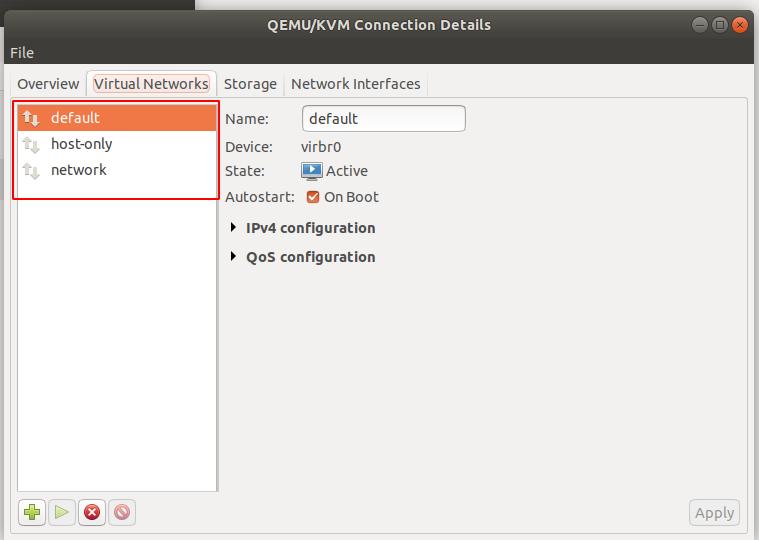 QEMU/KVM Connection Details
File
Overview Virtual Networks Storage Network Interfaces
default
host-only
network
Name: default
Device: virbr0
State: Active
Autostart: On Boot
IPv4 configuration
QoS configuration
Apply